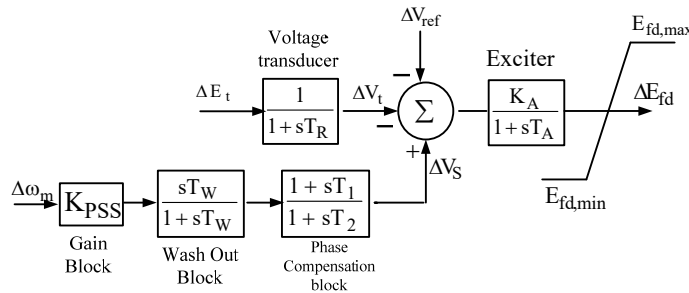 ΔV_ref
E_fd,max
Voltage
transducer
Exciter
ΔE_t
1
1+sT_R
ΔV_t
−
−
+
Σ
K_A
1+sT_A
ΔE_fd
ΔV_S
E_fd,min
Δω_m
K_PSS
sT_W
1+sT_W
1+sT_1
1+sT_2
Gain
Block
Wash Out
Block
Phase
Compensation
block